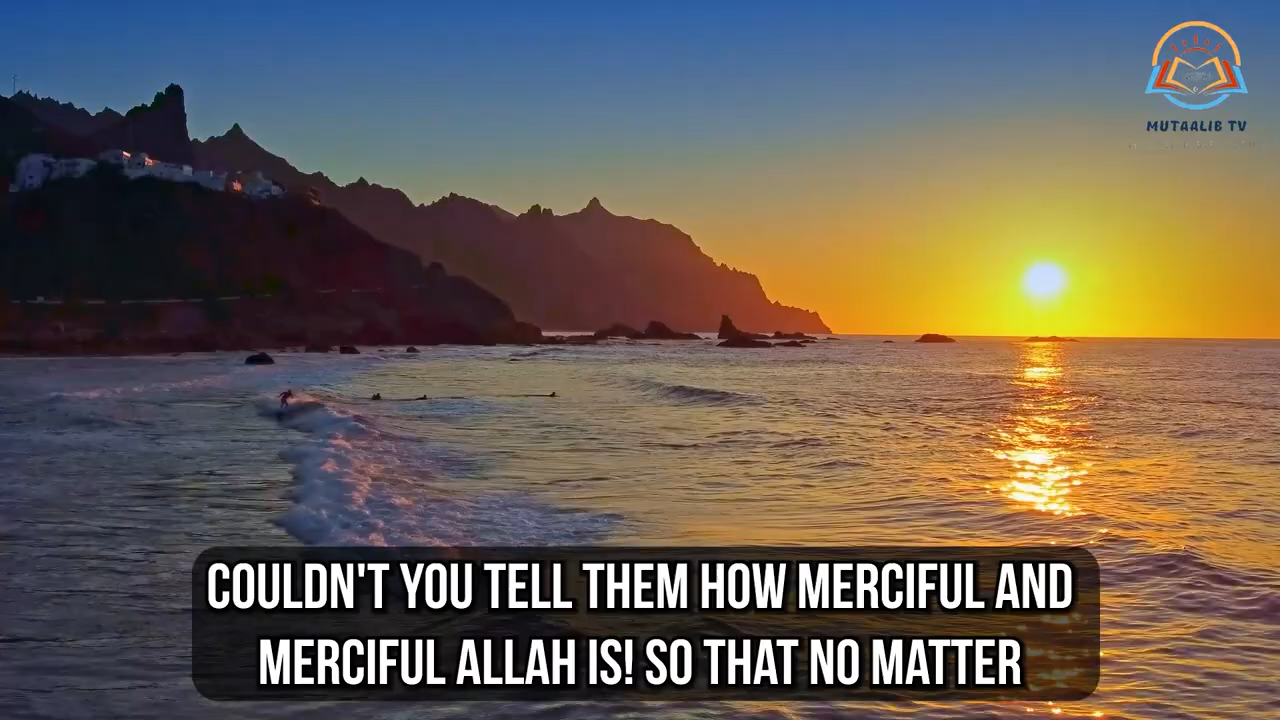 MUTAALIB TV
COULDN'T YOU TELL THEM HOW MERCIFUL AND
MERCIFUL ALLAH IS! SO THAT NO MATTER